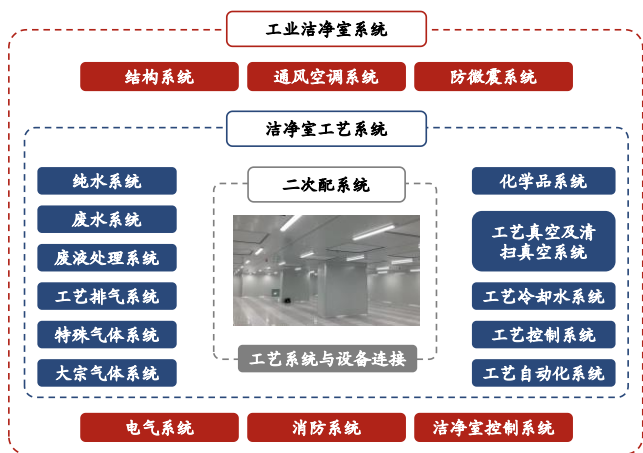 工业洁净室系统
结构系统
通风空调系统
防微震系统
洁净室工艺系统
纯水系统
废水系统
废液处理系统
工艺排气系统
特殊气体系统
大宗气体系统
二次配系统
工艺系统与设备连接
化学品系统
工艺真空及清
扫真空系统
工艺冷却水系统
工艺控制系统
工艺自动化系统
电气系统
消防系统
洁净室控制系统